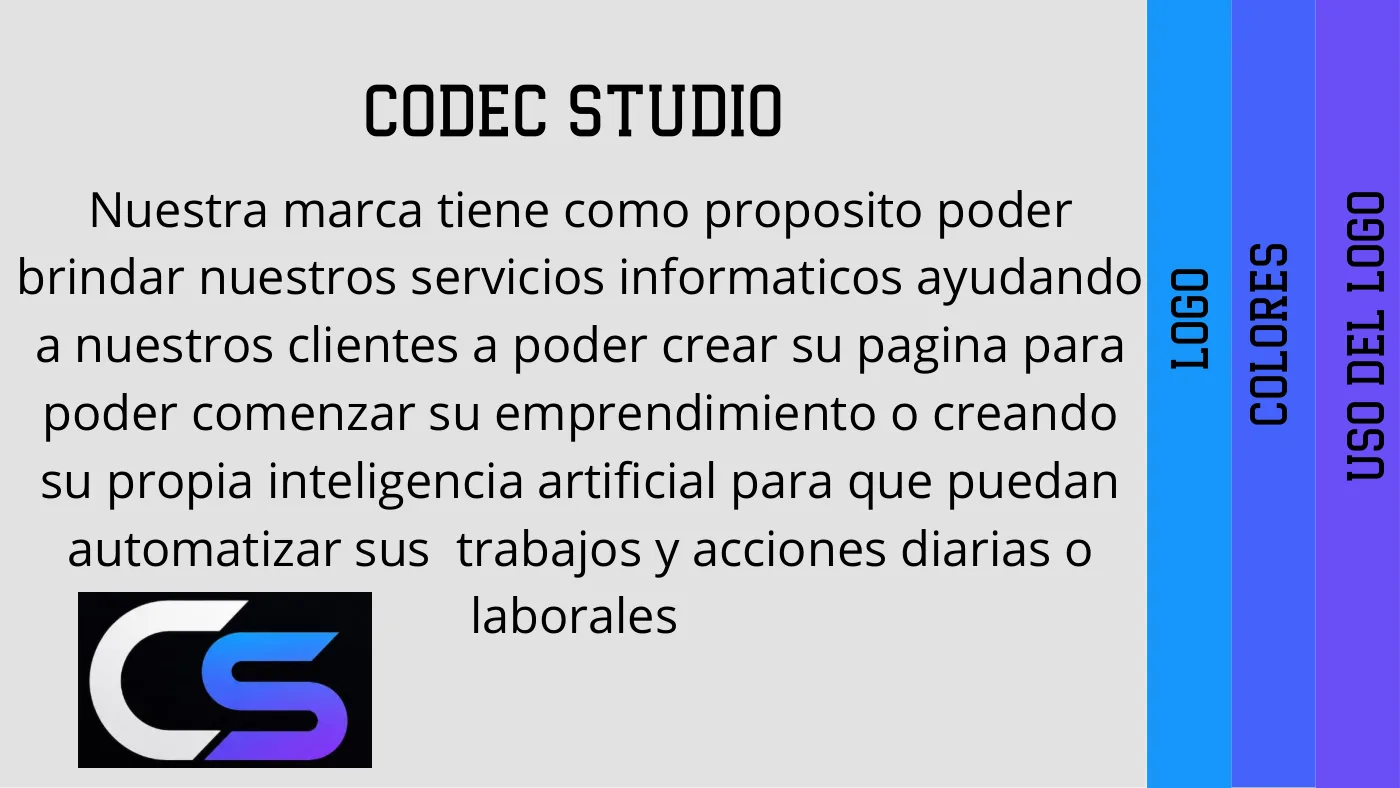 CODEC STUDIO
Nuestra marca tiene como proposito poder
brindar nuestros servicios informaticos ayudando
a nuestros clientes a poder crear su pagina para
poder comenzar su emprendimiento o creando
su propia inteligencia artificial para que puedan
automatizar sus  trabajos y acciones diarias o
laborales
CS
LOGO
COLORES
USO DEL LOGO